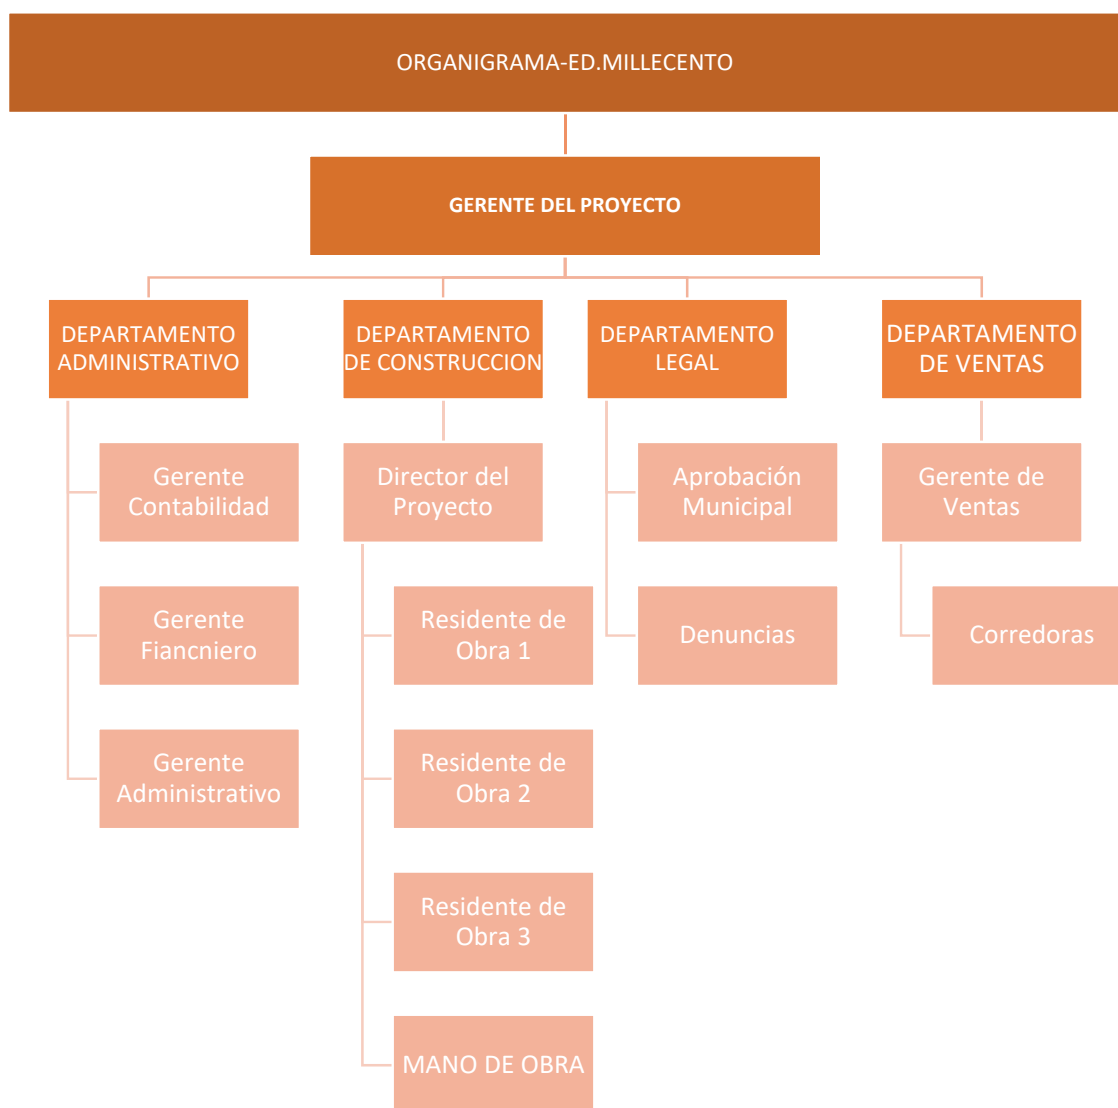 ORGANIGRAMA-ED.MILLECENTO
GERENTE DEL PROYECTO
DEPARTAMENTO
ADMINISTRATIVO
Gerente
Contabilidad
Gerente
Fiancniero
Gerente
Administrativo
DEPARTAMENTO
DE CONSTRUCCION
Director del
Proyecto
Residente de
Obra 1
Residente de
Obra 2
Residente de
Obra 3
MANO DE OBRA
DEPARTAMENTO
LEGAL
Aprobación
Municipal
Denuncias
DEPARTAMENTO
DE VENTAS
Gerente de
Ventas
Corredoras